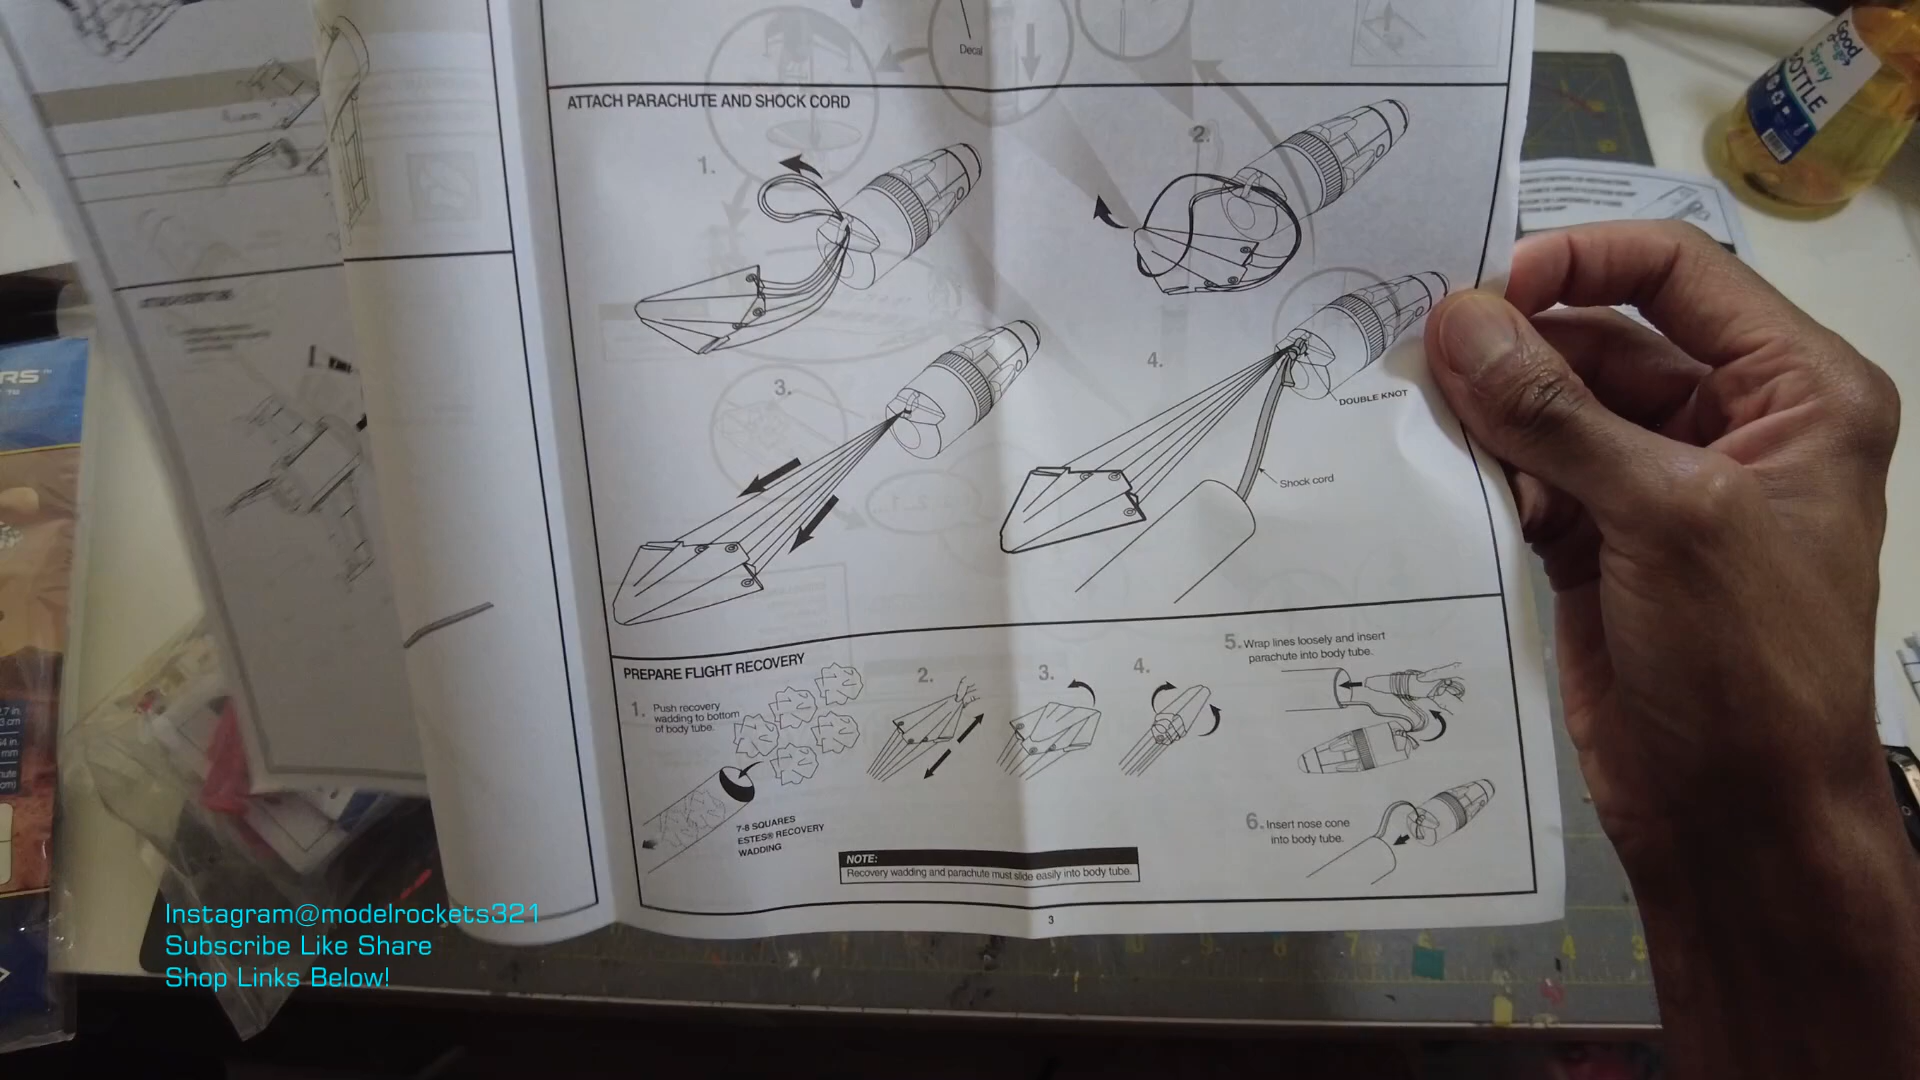 Decal
ATTACH PARACHUTE AND SHOCK CORD
1.
2.
3.
4.
DOUBLE KNOT
Shock cord
PREPARE FLIGHT RECOVERY
1. Push recovery
wadding to bottom
of body tube.
7-8 SQUARES
ESTES® RECOVERY
WADDING
2.
3.
4.
5. Wrap lines loosely and insert
parachute into body tube.
6. Insert nose cone
into body tube.
NOTE:
Recovery wadding and parachute must slide easily into body tube.
3
Good
Spray
BOTTLE
RS™
Instagram@modelrockets321
Subscribe Like Share
Shop Links Below!